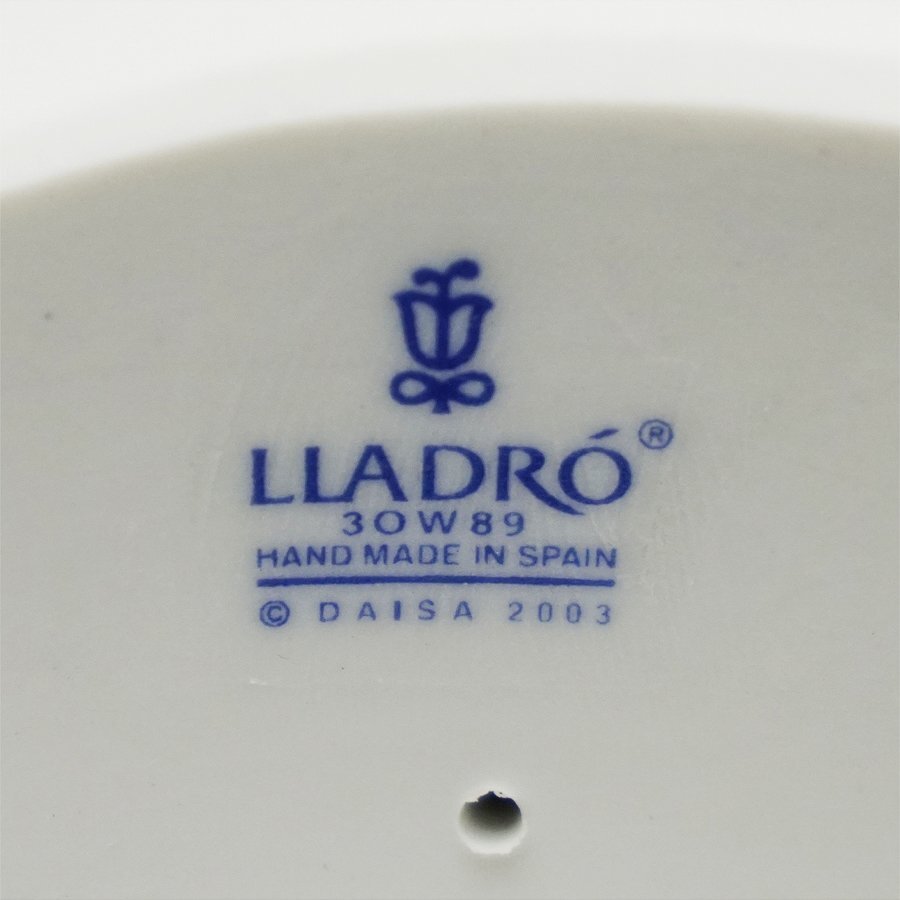 LLADRÓ®
30W89
HAND MADE IN SPAIN
© DAISA 2003